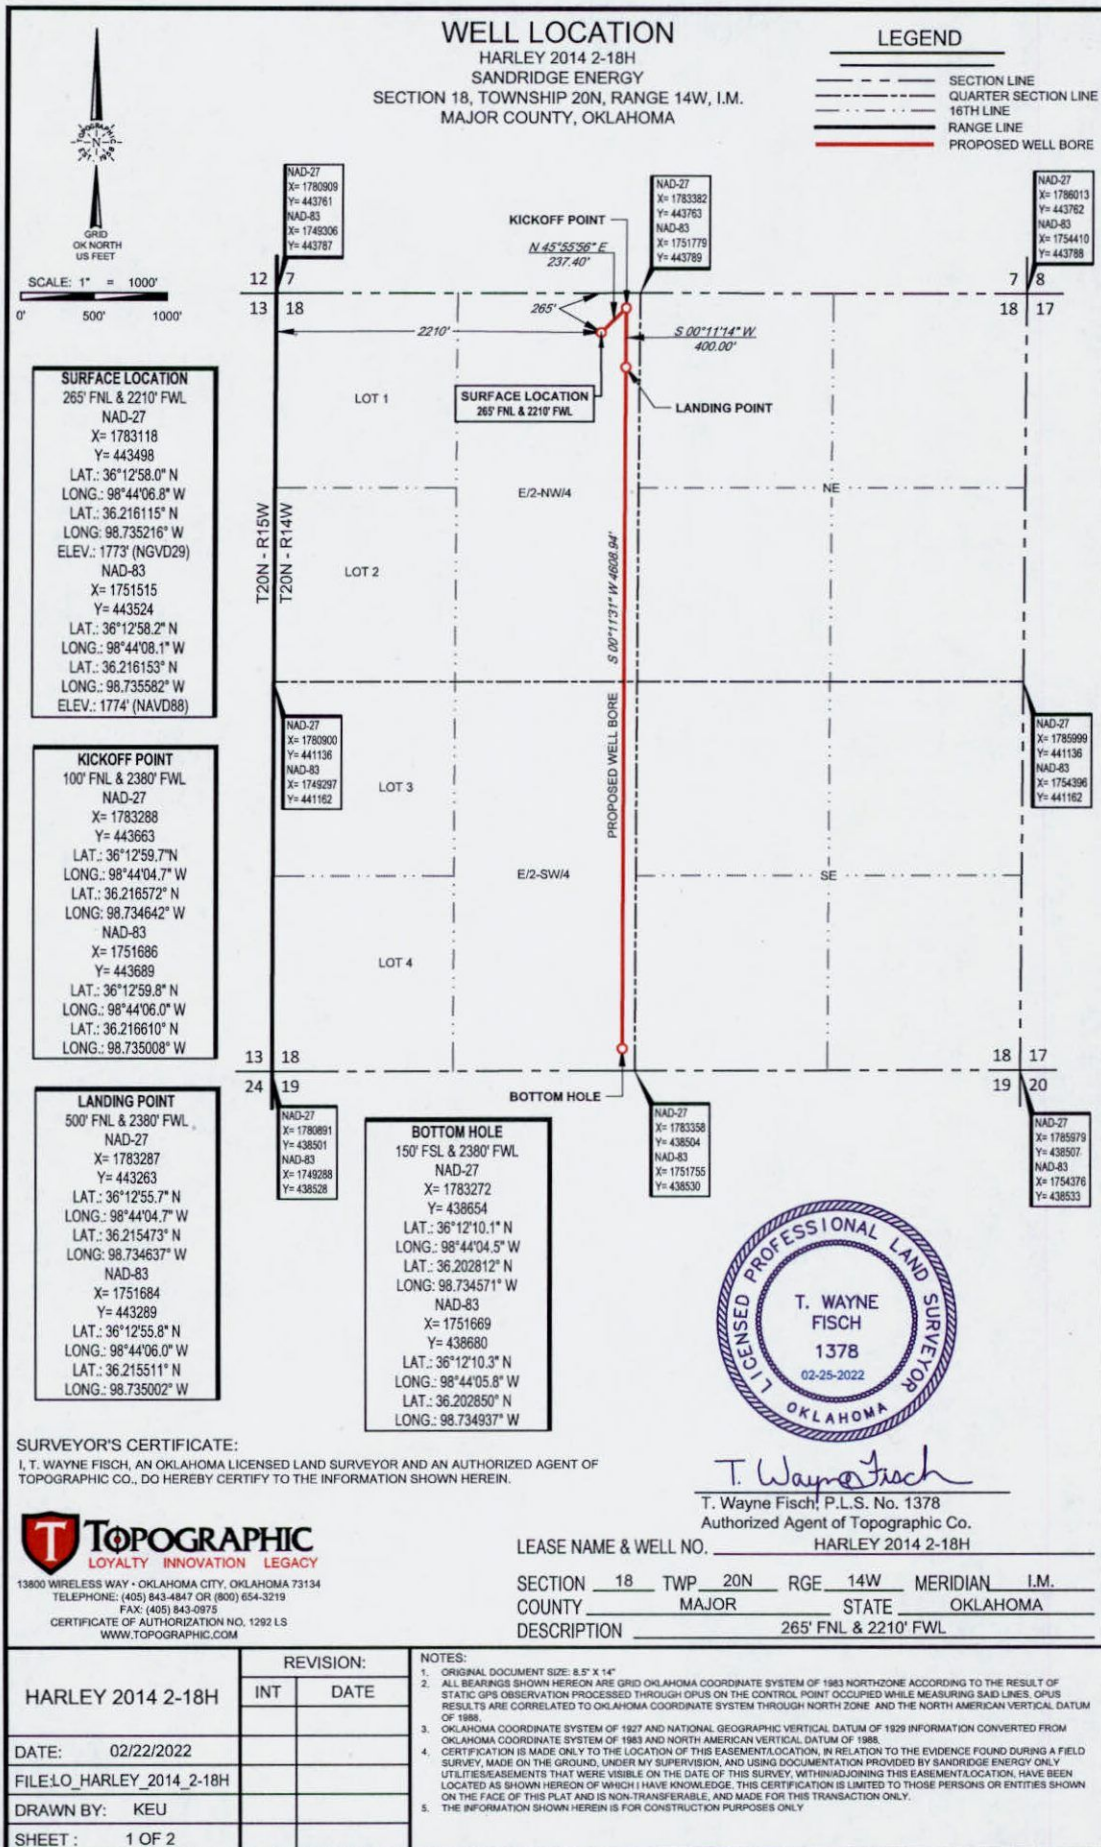 WELL LOCATION
HARLEY 2014 2-18H
SANDRIDGE ENERGY
SECTION 18, TOWNSHIP 20N, RANGE 14W, I.M.
MAJOR COUNTY, OKLAHOMA
LEGEND
SECTION LINE
QUARTER SECTION LINE
16TH LINE
RANGE LINE
PROPOSED WELL BORE
N
GRID
OK NORTH
US FEET
SCALE: 1" = 1000'
0' 500' 1000'
NAD-27
X= 1780909
Y= 443761
NAD-83
X= 1749306
Y= 443787
NAD-27
X= 1783382
Y= 443763
NAD-83
X= 1751779
Y= 443789
NAD-27
X= 1786013
Y= 443762
NAD-83
X= 1754410
Y= 443788
KICKOFF POINT
N 45°55'56" E
237.40'
12 7
13 18
7 8
18 17
265'
2210'
S 00°11'14" W
400.00'
SURFACE LOCATION
265' FNL & 2210' FWL
LANDING POINT
LOT 1
E/2-NW/4
NE
T20N - R15W
T20N - R14W
LOT 2
S 00°11'31" W 4608.94'
PROPOSED WELL BORE
NAD-27
X= 1780900
Y= 441136
NAD-83
X= 1749297
Y= 441162
NAD-27
X= 1785999
Y= 441136
NAD-83
X= 1754396
Y= 441162
LOT 3
E/2-SW/4
SE
LOT 4
13 18
24 19
18 17
19 20
BOTTOM HOLE
NAD-27
X= 1780891
Y= 438501
NAD-83
X= 1749288
Y= 438528
NAD-27
X= 1783358
Y= 438504
NAD-83
X= 1751755
Y= 438530
NAD-27
X= 1785979
Y= 438507
NAD-83
X= 1754376
Y= 438533
SURFACE LOCATION
265' FNL & 2210' FWL
NAD-27
X= 1783118
Y= 443498
LAT.: 36°12'58.0" N
LONG.: 98°44'06.8" W
LAT.: 36.216115° N
LONG: 98.735216° W
ELEV.: 1773' (NGVD29)
NAD-83
X= 1751515
Y= 443524
LAT.: 36°12'58.2" N
LONG.: 98°44'08.1" W
LAT.: 36.216153° N
LONG.: 98.735582° W
ELEV.: 1774' (NAVD88)
KICKOFF POINT
100' FNL & 2380' FWL
NAD-27
X= 1783288
Y= 443663
LAT.: 36°12'59.7"N
LONG.: 98°44'04.7" W
LAT.: 36.216572° N
LONG: 98.734642° W
NAD-83
X= 1751686
Y= 443689
LAT.: 36°12'59.8" N
LONG.: 98°44'06.0" W
LAT.: 36.216610° N
LONG.: 98.735008° W
LANDING POINT
500' FNL & 2380' FWL
NAD-27
X= 1783287
Y= 443263
LAT.: 36°12'55.7" N
LONG.: 98°44'04.7" W
LAT.: 36.215473° N
LONG: 98.734637° W
NAD-83
X= 1751684
Y= 443289
LAT.: 36°12'55.8" N
LONG.: 98°44'06.0" W
LAT.: 36.215511° N
LONG.: 98.735002° W
BOTTOM HOLE
150' FSL & 2380' FWL
NAD-27
X= 1783272
Y= 438654
LAT.: 36°12'10.1" N
LONG.: 98°44'04.5" W
LAT.: 36.202812° N
LONG: 98.734571° W
NAD-83
X= 1751669
Y= 438680
LAT.: 36°12'10.3" N
LONG.: 98°44'05.8" W
LAT.: 36.202850° N
LONG.: 98.734937° W
LICENSED PROFESSIONAL LAND SURVEYOR
T. WAYNE
FISCH
1378
02-25-2022
OKLAHOMA
SURVEYOR'S CERTIFICATE:
I, T. WAYNE FISCH, AN OKLAHOMA LICENSED LAND SURVEYOR AND AN AUTHORIZED AGENT OF
TOPOGRAPHIC CO., DO HEREBY CERTIFY TO THE INFORMATION SHOWN HEREIN.
T. Wayne Fisch
T. Wayne Fisch, P.L.S. No. 1378
Authorized Agent of Topographic Co.
T TOPOGRAPHIC
LOYALTY INNOVATION LEGACY
13800 WIRELESS WAY • OKLAHOMA CITY, OKLAHOMA 73134
TELEPHONE: (405) 843-4847 OR (800) 654-3219
FAX: (405) 843-0975
CERTIFICATE OF AUTHORIZATION NO. 1292 LS
WWW.TOPOGRAPHIC.COM
LEASE NAME & WELL NO. HARLEY 2014 2-18H
SECTION 18 TWP 20N RGE 14W MERIDIAN I.M.
COUNTY MAJOR STATE OKLAHOMA
DESCRIPTION 265' FNL & 2210' FWL
HARLEY 2014 2-18H
REVISION:
INT DATE
DATE: 02/22/2022
FILE:LO_HARLEY_2014_2-18H
DRAWN BY: KEU
SHEET : 1 OF 2
NOTES:
1. ORIGINAL DOCUMENT SIZE: 8.5" X 14"
2. ALL BEARINGS SHOWN HEREON ARE GRID OKLAHOMA COORDINATE SYSTEM OF 1983 NORTHZONE ACCORDING TO THE RESULT OF
STATIC GPS OBSERVATION PROCESSED THROUGH OPUS ON THE CONTROL POINT OCCUPIED WHILE MEASURING SAID LINES. OPUS
RESULTS ARE CORRELATED TO OKLAHOMA COORDINATE SYSTEM THROUGH NORTH ZONE AND THE NORTH AMERICAN VERTICAL DATUM
OF 1988.
3. OKLAHOMA COORDINATE SYSTEM OF 1927 AND NATIONAL GEOGRAPHIC VERTICAL DATUM OF 1929 INFORMATION CONVERTED FROM
OKLAHOMA COORDINATE SYSTEM OF 1983 AND NORTH AMERICAN VERTICAL DATUM OF 1988.
4. CERTIFICATION IS MADE ONLY TO THE LOCATION OF THIS EASEMENT/LOCATION, IN RELATION TO THE EVIDENCE FOUND DURING A FIELD
SURVEY, MADE ON THE GROUND, UNDER MY SUPERVISION, AND USING DOCUMENTATION PROVIDED BY SANDRIDGE ENERGY ONLY
UTILITIES/EASEMENTS THAT WERE VISIBLE ON THE DATE OF THIS SURVEY, WITHIN/ADJOINING THIS EASEMENT/LOCATION, HAVE BEEN
LOCATED AS SHOWN HEREON OF WHICH I HAVE KNOWLEDGE. THIS CERTIFICATION IS LIMITED TO THOSE PERSONS OR ENTITIES SHOWN
ON THE FACE OF THIS PLAT AND IS NON-TRANSFERABLE, AND MADE FOR THIS TRANSACTION ONLY.
5. THE INFORMATION SHOWN HEREIN IS FOR CONSTRUCTION PURPOSES ONLY